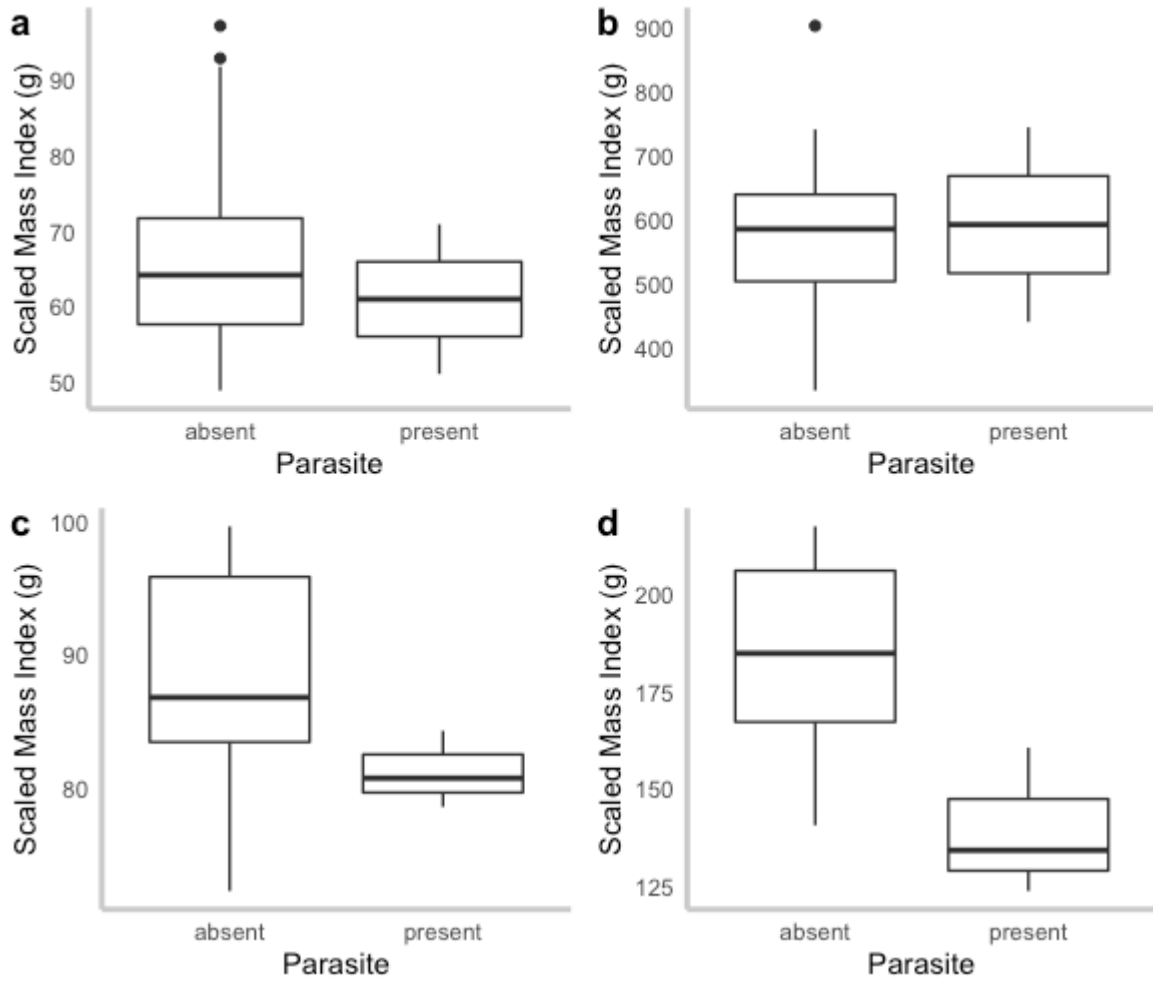 a
Scaled Mass Index (g)
90
80
70
60
50
absent present
Parasite
b
Scaled Mass Index (g)
900
800
700
600
500
400
absent present
Parasite
c
Scaled Mass Index (g)
100
90
80
absent present
Parasite
d
Scaled Mass Index (g)
200
175
150
125
absent present
Parasite